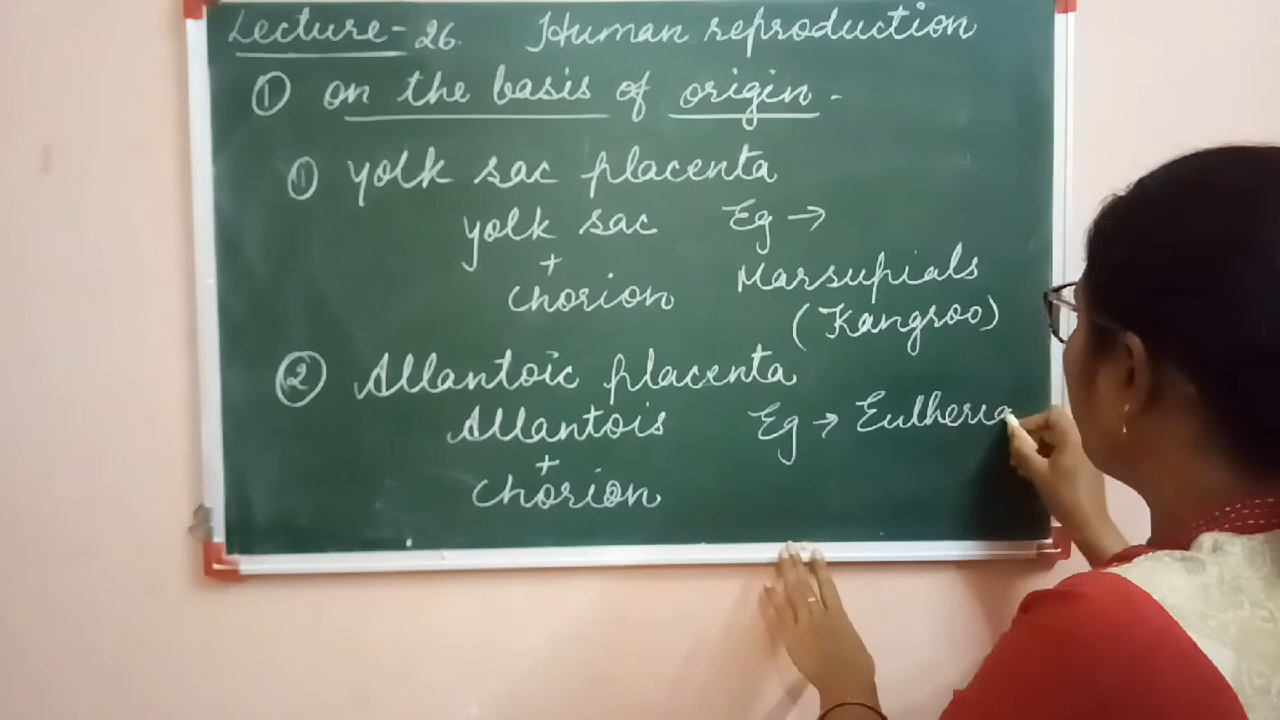 Lecture - 26. Human reproduction
① on the basis of origin -
① yolk sac placenta
yolk sac Eg →
+
chorion Marsupials
(Kangroo)
② Allantoic placenta
Allantois Eg → Eutheria
+
chorion